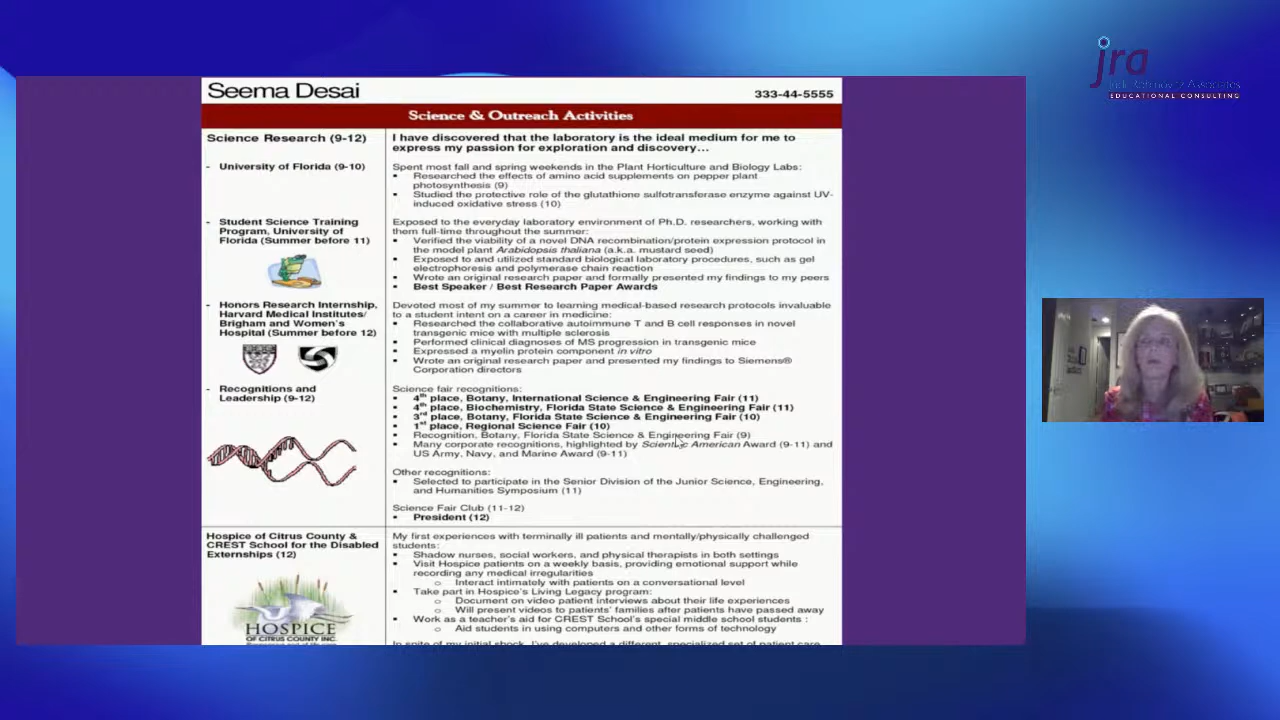 jra
EDUCATIONAL CONSULTING
Seema Desai
333-44-5555
Science & Outreach Activities
Science Research (9-12)
I have discovered that the laboratory is the ideal medium for me to
express my passion for exploration and discovery…
- University of Florida (9-10)
Spent most fall and spring weekends in the Plant Horticulture and Biology Labs:
▪ Researched the effects of amino acid supplements on pepper plant
photosynthesis (9)
▪ Studied the protective role of the glutathione sulfotransferase enzyme against UV-
induced oxidative stress (10)
- Student Science Training
Program, University of
Florida (Summer before 11)
Exposed to the everyday laboratory environment of Ph.D. researchers, working with
them full-time throughout the summer:
▪ Verified the viability of a novel DNA recombination/protein expression protocol in
the model plant Arabidopsis thaliana (a.k.a. mustard seed)
▪ Exposed to and utilized standard biological laboratory procedures, such as gel
electrophoresis and polymerase chain reaction
▪ Wrote an original research paper and formally presented my findings to my peers
▪ Best Speaker / Best Research Paper Awards
- Honors Research Internship,
Harvard Medical Institutes/
Brigham and Women's
Hospital (Summer before 12)
Devoted most of my summer to learning medical-based research protocols invaluable
to a student intent on a career in medicine:
▪ Researched the collaborative autoimmune T and B cell responses in novel
transgenic mice with multiple sclerosis
▪ Performed clinical diagnoses of MS progression in transgenic mice
▪ Expressed a myelin protein component in vitro
▪ Wrote an original research paper and presented my findings to Siemens®
Corporation directors
- Recognitions and
Leadership (9-12)
Science fair recognitions:
▪ 4th place, Botany, International Science & Engineering Fair (11)
▪ 4th place, Biochemistry, Florida State Science & Engineering Fair (11)
▪ 3rd place, Botany, Florida State Science & Engineering Fair (10)
▪ 1st place, Regional Science Fair (10)
▪ Recognition, Botany, Florida State Science & Engineering Fair (9)
▪ Many corporate recognitions, highlighted by Scientific American Award (9-11) and
US Army, Navy, and Marine Award (9-11)
Other recognitions:
▪ Selected to participate in the Senior Division of the Junior Science, Engineering,
and Humanities Symposium (11)
Science Fair Club (11-12)
▪ President (12)
Hospice of Citrus County &
CREST School for the Disabled
Externships (12)
HOSPICE
OF CITRUS COUNTY INC.
My first experiences with terminally ill patients and mentally/physically challenged
students:
▪ Shadow nurses, social workers, and physical therapists in both settings
▪ Visit Hospice patients on a weekly basis, providing emotional support while
recording any medical irregularities
o Interact intimately with patients on a conversational level
▪ Take part in Hospice's Living Legacy program:
o Document on video patient interviews about their life experiences
o Will present videos to patients' families after patients have passed away
▪ Work as a teacher's aid for CREST School's special middle school students :
o Aid students in using computers and other forms of technology
In spite of my initial shock, I've developed a different, specialized set of patient care